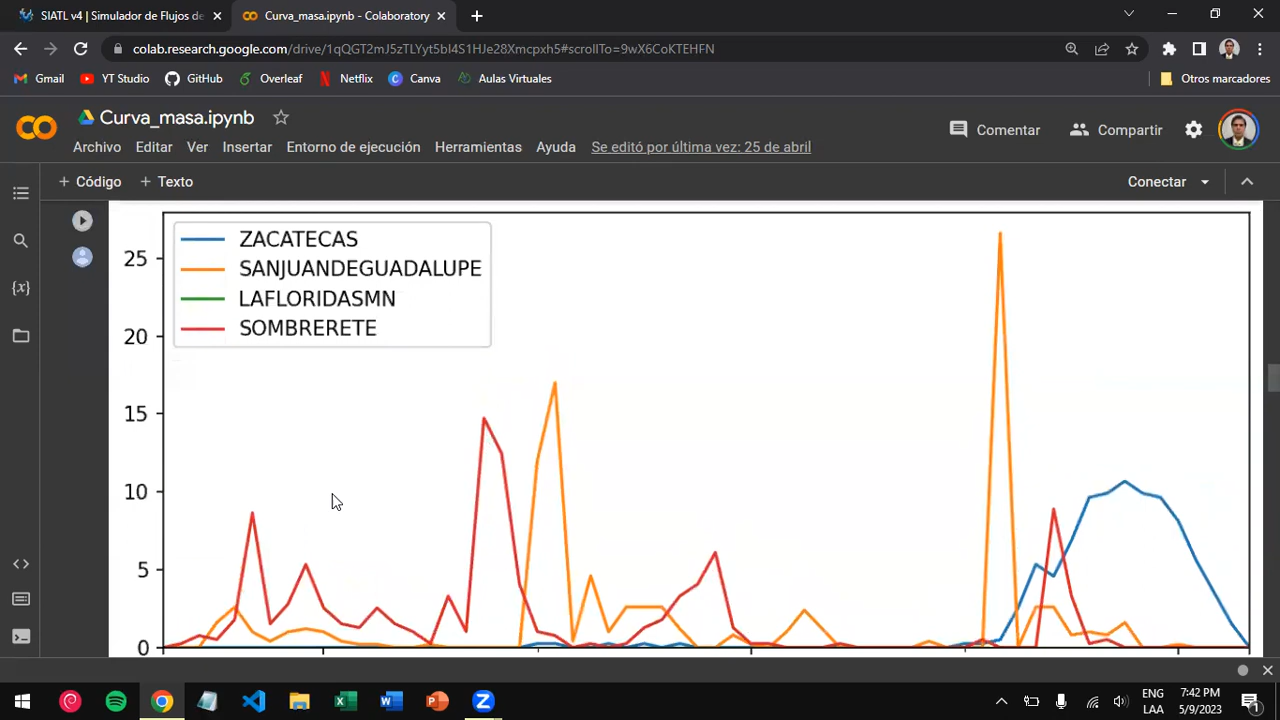 SIATL v4 | Simulador de Flujos de
Curva_masa.ipynb - Colaboratory
colab.research.google.com/drive/1qQGT2mJ5zTLYyt5bI4S1HJe28Xmcpxh5#scrollTo=9wX6CoKTEHFN
Gmail
YT Studio
GitHub
Overleaf
Netflix
Canva
Aulas Virtuales
Otros marcadores
Curva_masa.ipynb
Comentar
Compartir
Archivo
Editar
Ver
Insertar
Entorno de ejecución
Herramientas
Ayuda
Se editó por última vez: 25 de abril
+ Código
+ Texto
Conectar
ZACATECAS
SANJUANDEGUADALUPE
LAFLORIDASMN
SOMBRERETE
25
20
15
10
5
0
ENG
LAA
7:42 PM
5/9/2023
1